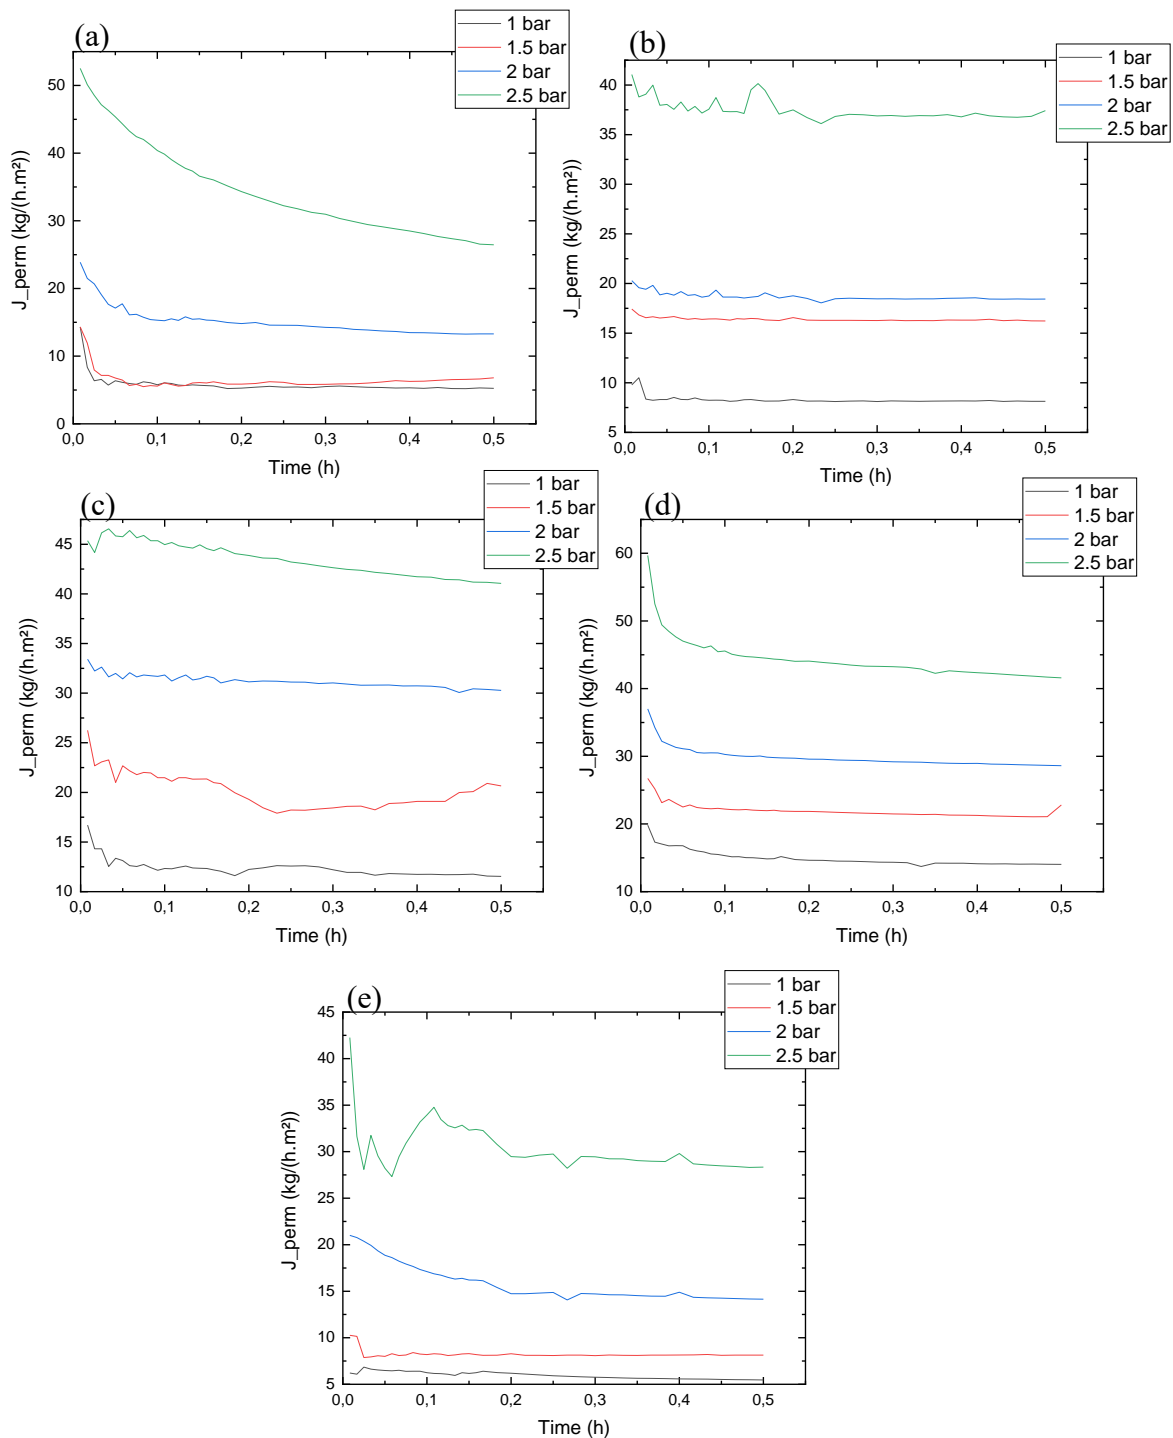 (a)
1 bar
1.5 bar
2 bar
2.5 bar
J_perm (kg/(h.m²))
50
40
30
20
10
0
0,0 0,1 0,2 0,3 0,4 0,5
Time (h)
(b)
1 bar
1.5 bar
2 bar
2.5 bar
J_perm (kg/(h.m²))
40
35
30
25
20
15
10
5
0,0 0,1 0,2 0,3 0,4 0,5
Time (h)
(c)
1 bar
1.5 bar
2 bar
2.5 bar
J_perm (kg/(h.m²))
45
40
35
30
25
20
15
10
0,0 0,1 0,2 0,3 0,4 0,5
Time (h)
(d)
1 bar
1.5 bar
2 bar
2.5 bar
J_perm (kg/(h.m²))
60
50
40
30
20
10
0,0 0,1 0,2 0,3 0,4 0,5
Time (h)
(e)
1 bar
1.5 bar
2 bar
2.5 bar
J_perm (kg/(h.m²))
45
40
35
30
25
20
15
10
5
0,0 0,1 0,2 0,3 0,4 0,5
Time (h)